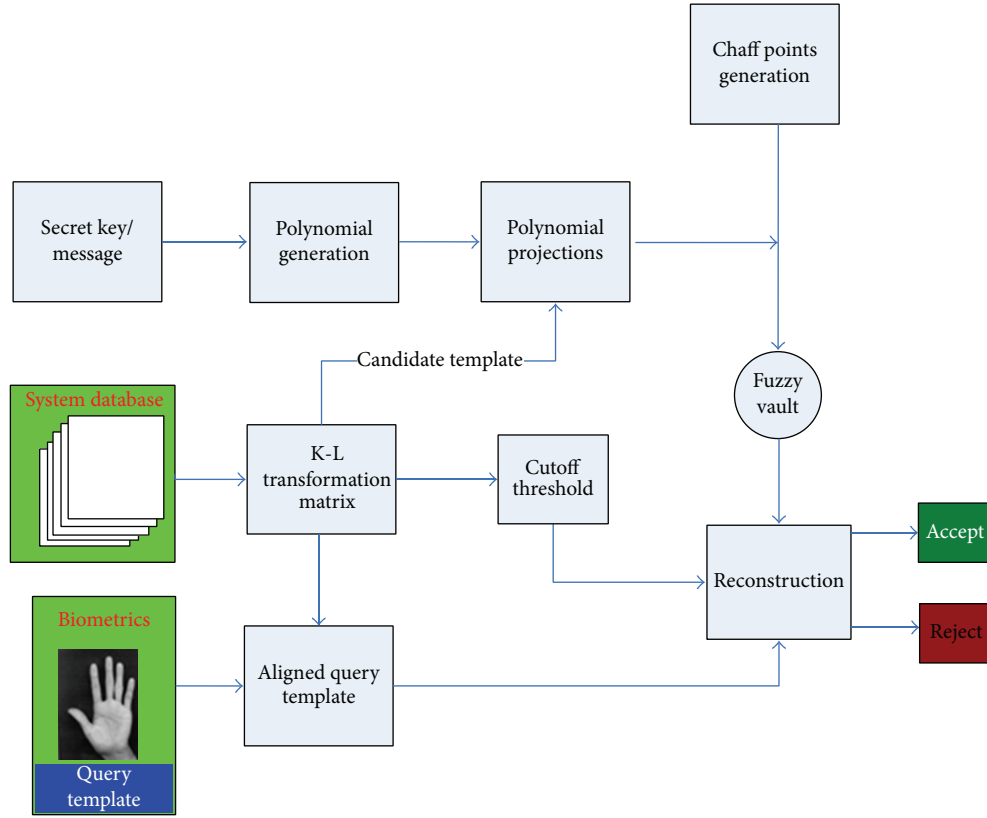 Chaff points
generation
Secret key/
message
Polynomial
generation
Polynomial
projections
Candidate template
Fuzzy
vault
System database
K-L
transformation
matrix
Cutoff
threshold
Reconstruction
Accept
Reject
Biometrics
Aligned query
template
Query
template